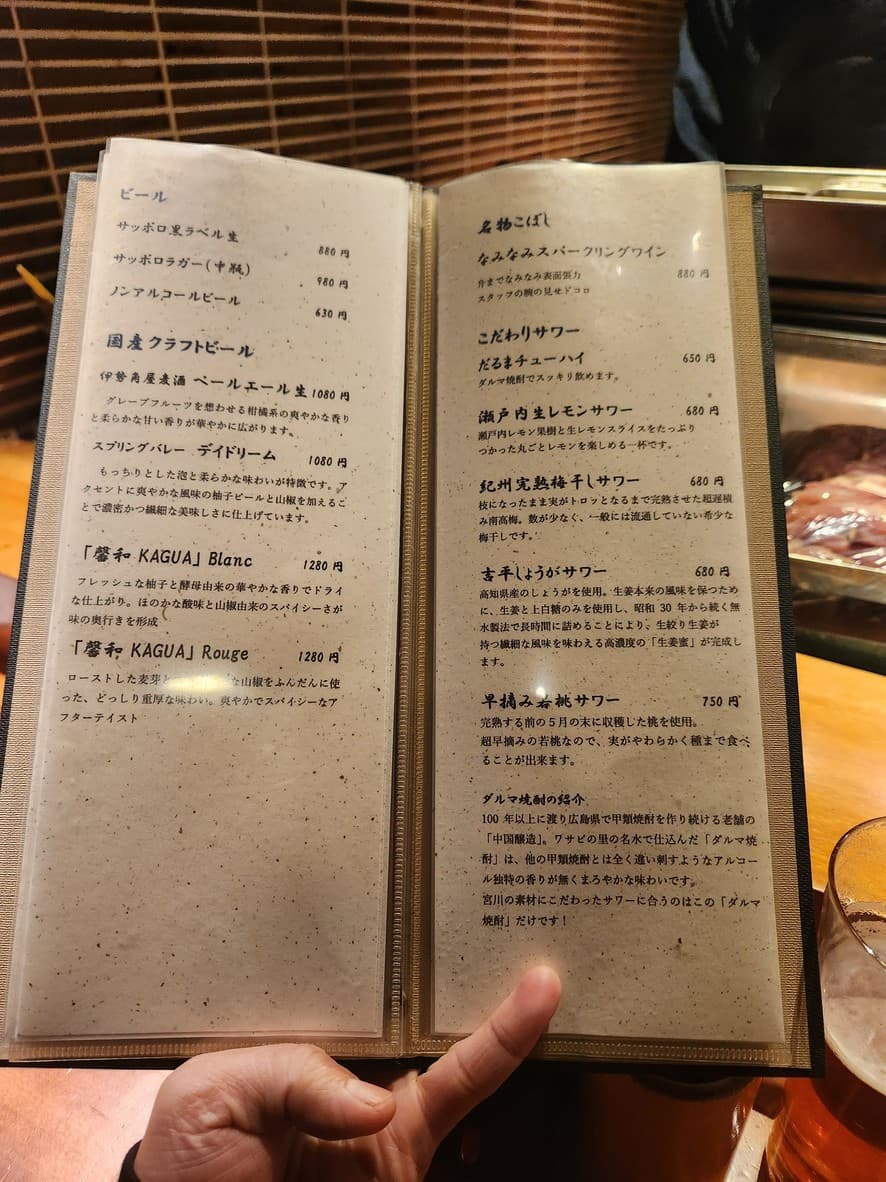 ビール
サッポロ黒ラベル生 880円
サッポロラガー(中瓶) 980円
ノンアルコールビール 630円
国産クラフトビール
伊勢角屋麦酒 ペールエール生 1080円
グレープフルーツを想わせる柑橘系の爽やかな香り
と柔らかな甘い香りが華やかに広がります。
スプリングバレー デイドリーム 1080円
もっちりとした泡と柔らかな味わいが特徴です。ア
クセントに爽やかな風味の柚子ピールと山椒を加えるこ
とで濃密かつ繊細な美味しさに仕上げています。
「馨和 KAGUA」Blanc 1280円
フレッシュな柚子と酵母由来の華やかな香りでドライ
な仕上がり。ほのかな酸味と山椒由来のスパイシーさが
味の奥行きを形成
「馨和 KAGUA」Rouge 1280円
ローストした麦芽と な山椒をふんだんに使
った、どっしり重厚な味わい。爽やかでスパイシーなア
フターテイスト
名物こぼし
なみなみスパークリングワイン 880円
弁までなみなみ表面張力
スタッフの腕の見せドコロ
こだわりサワー
だるまチューハイ 650円
ダルマ焼酎でスッキリ飲めます。
瀬戸内生レモンサワー 680円
瀬戸内レモン果樹と生レモンスライスをたっぷり
つかった丸ごとレモンを楽しめる一杯です。
紀州完熟梅干しサワー 680円
枝になったまま実がトロッとなるまで完熟させた超遅積
み南高梅。数が少なく、一般には流通していない希少な
梅干しです。
吉平しょうがサワー 680円
高知県産のしょうがを使用。生姜本来の風味を保つため
に、生姜と上白糖のみを使用し、昭和 30 年から続く無
水製法で長時間に詰めることにより、生絞り生姜が
持つ繊細な風味を味わえる高濃度の「生姜蜜」が完成し
ます。
早摘み若桃サワー 750円
完熟する前の5月の末に収穫した桃を使用。
超早摘みの若桃なので、実がやわらかく種まで食べ
ることが出来ます。
ダルマ焼酎の紹介
100 年以上に渡り広島県で甲類焼酎を作り続ける老舗の
「中国醸造」。ワサビの里の名水で仕込んだ「ダルマ焼
酎」は、他の甲類焼酎とは全く違い刺すようなアルコー
ル独特の香りが無くまろやかな味わいです。
宮川の素材にこだわったサワーに合うのはこの「ダルマ
焼酎」だけです!